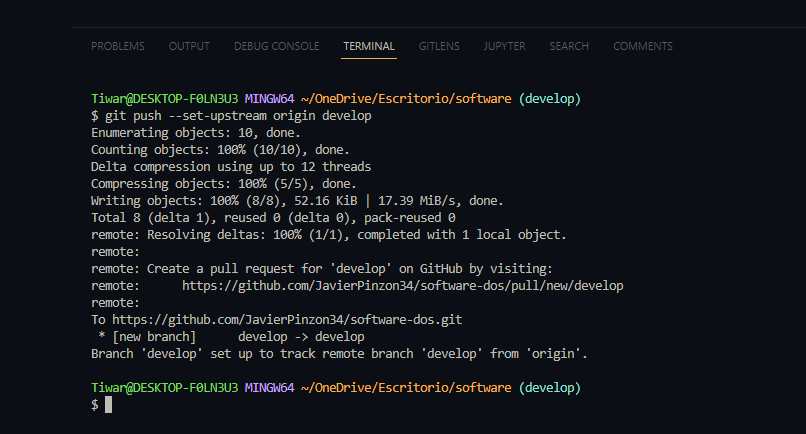 PROBLEMS OUTPUT DEBUG CONSOLE TERMINAL GITLENS JUPYTER SEARCH COMMENTS
Tiwar@DESKTOP-F0LN3U3 MINGW64 ~/OneDrive/Escritorio/software (develop)
$ git push --set-upstream origin develop
Enumerating objects: 10, done.
Counting objects: 100% (10/10), done.
Delta compression using up to 12 threads
Compressing objects: 100% (5/5), done.
Writing objects: 100% (8/8), 52.16 KiB | 17.39 MiB/s, done.
Total 8 (delta 1), reused 0 (delta 0), pack-reused 0
remote: Resolving deltas: 100% (1/1), completed with 1 local object.
remote:
remote: Create a pull request for 'develop' on GitHub by visiting:
remote:      https://github.com/JavierPinzon34/software-dos/pull/new/develop
remote:
To https://github.com/JavierPinzon34/software-dos.git
 * [new branch]      develop -> develop
Branch 'develop' set up to track remote branch 'develop' from 'origin'.
Tiwar@DESKTOP-F0LN3U3 MINGW64 ~/OneDrive/Escritorio/software (develop)
$